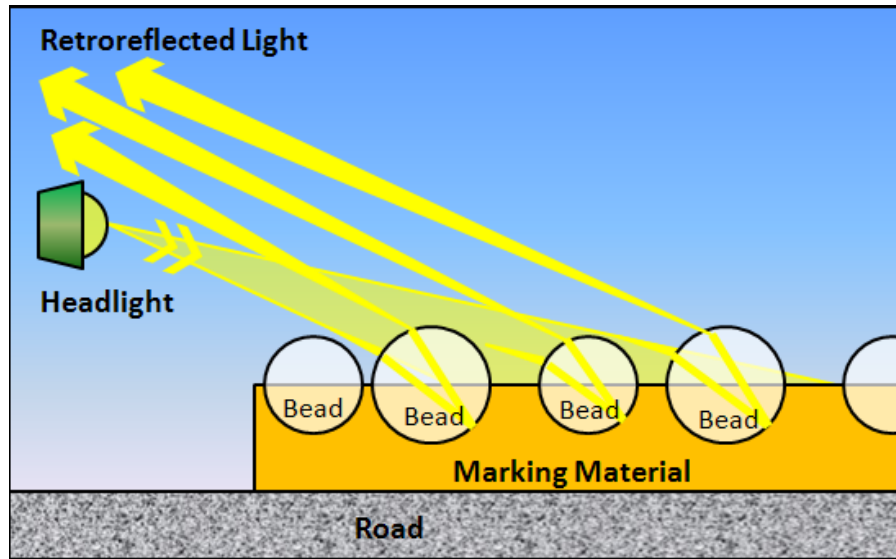 Retroreflected Light
Headlight
Bead
Bead
Bead
Bead
Marking Material
Road